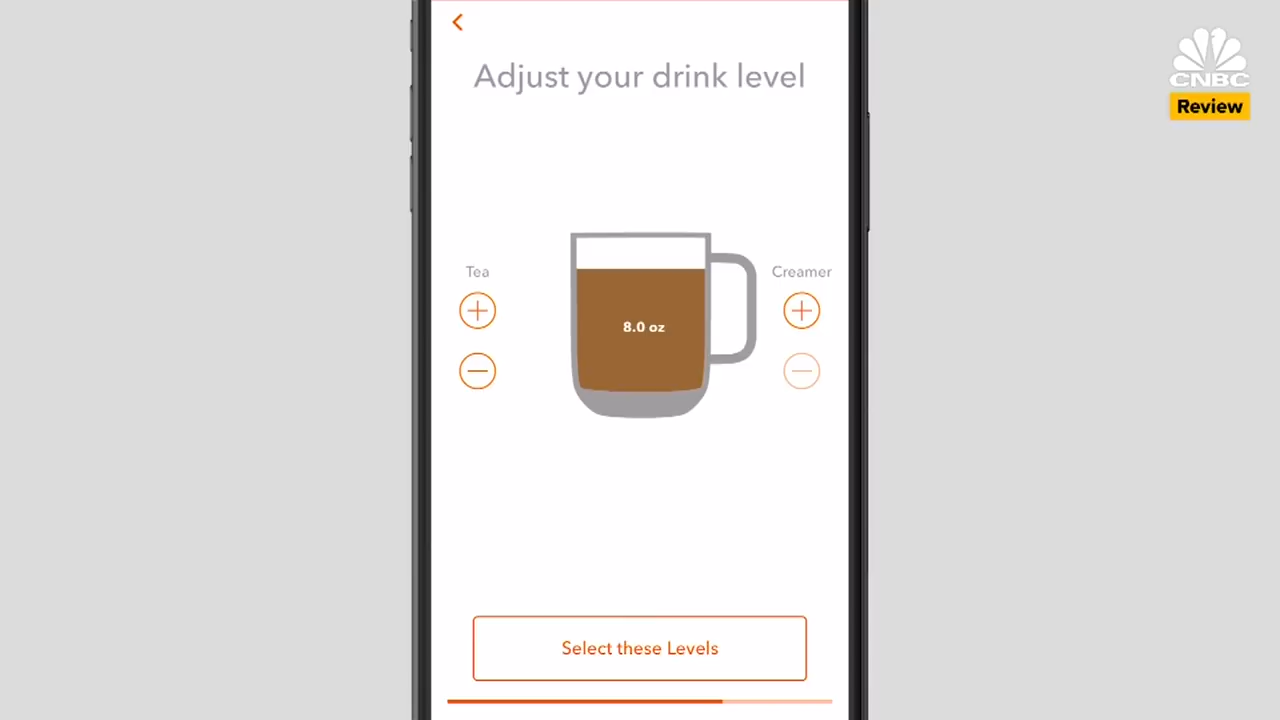 Adjust your drink level
CNBC
Review
Tea
Creamer
8.0 oz
Select these Levels